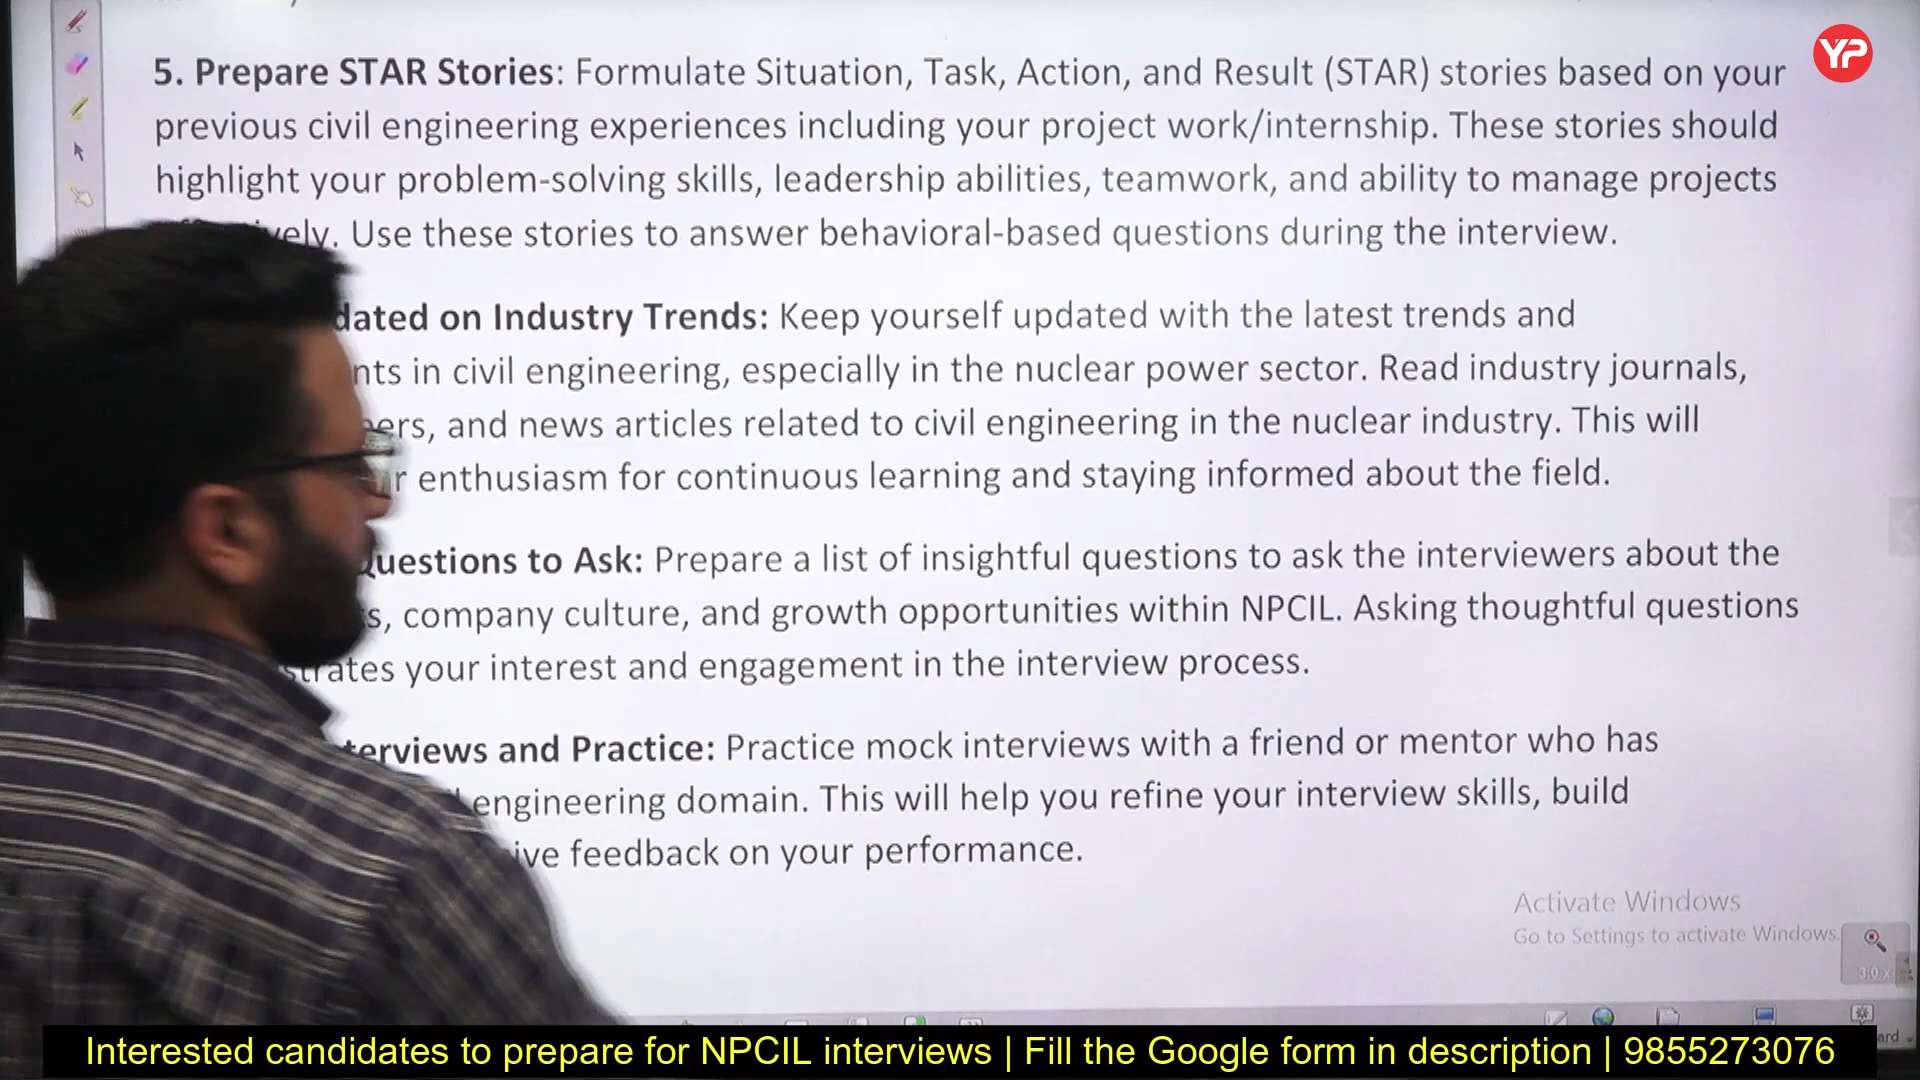 5. Prepare STAR Stories: Formulate Situation, Task, Action, and Result (STAR) stories based on your
previous civil engineering experiences including your project work/internship. These stories should
highlight your problem-solving skills, leadership abilities, teamwork, and ability to manage projects
Use these stories to answer behavioral-based questions during the interview.
dated on Industry Trends: Keep yourself updated with the latest trends and
nts in civil engineering, especially in the nuclear power sector. Read industry journals,
ers, and news articles related to civil engineering in the nuclear industry. This will
r enthusiasm for continuous learning and staying informed about the field.
Questions to Ask: Prepare a list of insightful questions to ask the interviewers about the
s, company culture, and growth opportunities within NPCIL. Asking thoughtful questions
strates your interest and engagement in the interview process.
terviews and Practice: Practice mock interviews with a friend or mentor who has
engineering domain. This will help you refine your interview skills, build
ive feedback on your performance.
YP
Activate Windows
Go to Settings to activate Windows.
3.0 x
Interested candidates to prepare for NPCIL interviews | Fill the Google form in description | 9855273076